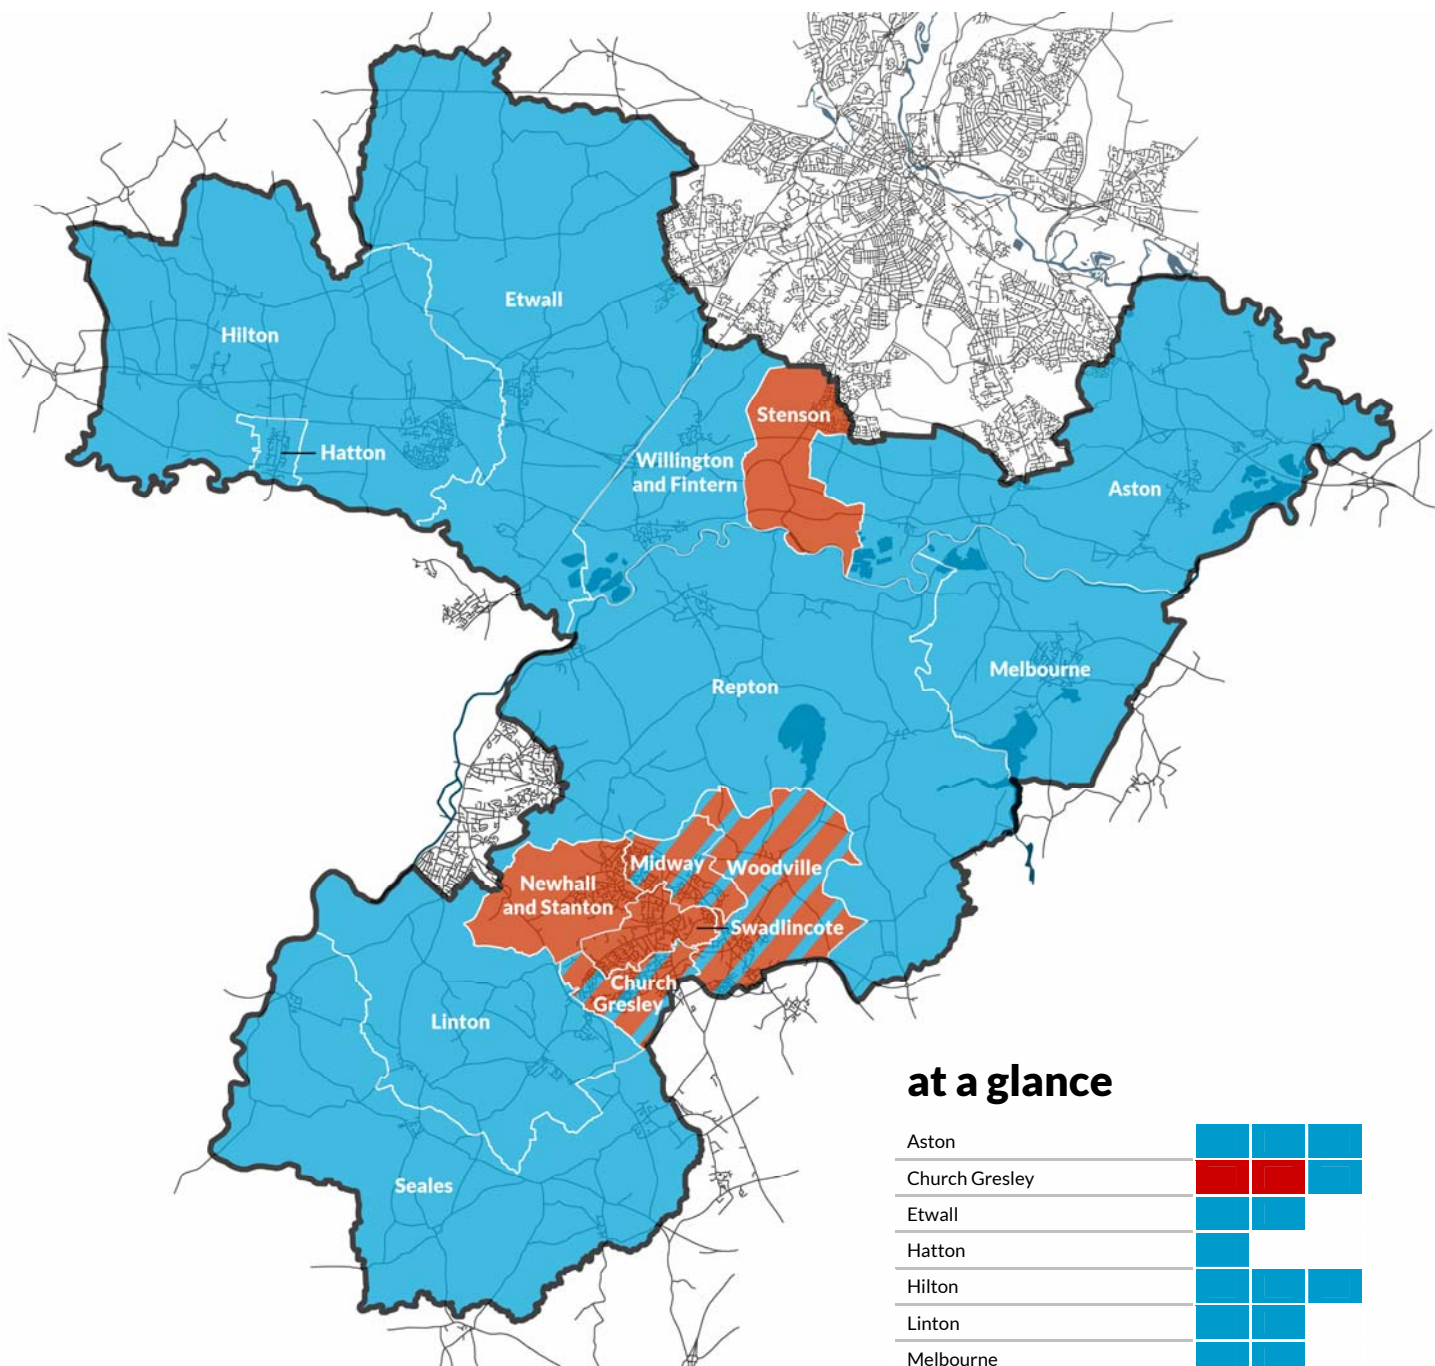 Etwall
Hilton
Stenson
Hatton
Willington
and Fintern
Aston
Melbourne
Repton
Midway
Woodville
Newhall
and Stanton
Swadlincote
Church
Gresley
Linton
Seales
at a glance
Aston
Church Gresley
Etwall
Hatton
Hilton
Linton
Melbourne